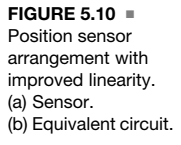 FIGURE 5.10 ■
Position sensor
arrangement with
improved linearity.
(a) Sensor.
(b) Equivalent circuit.